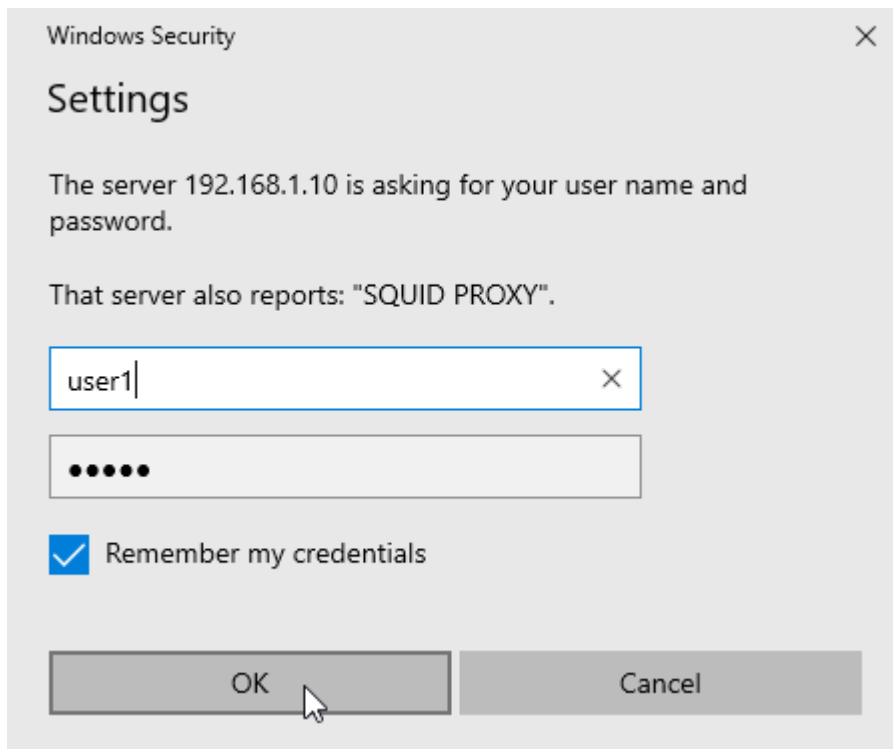 Windows Security
Settings
The server 192.168.1.10 is asking for your user name and
password.
That server also reports: "SQUID PROXY".
user1
•••••
Remember my credentials
OK
Cancel